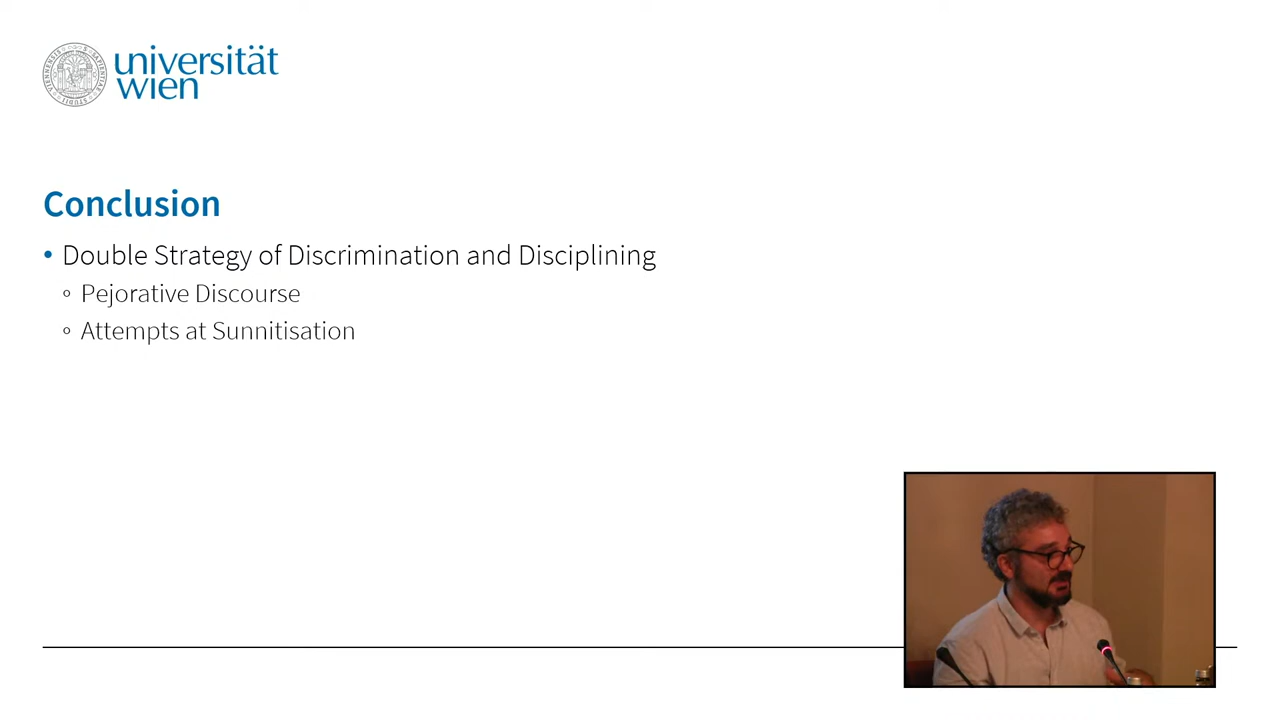 universität
wien
Conclusion
• Double Strategy of Discrimination and Disciplining
◦ Pejorative Discourse
◦ Attempts at Sunnitisation